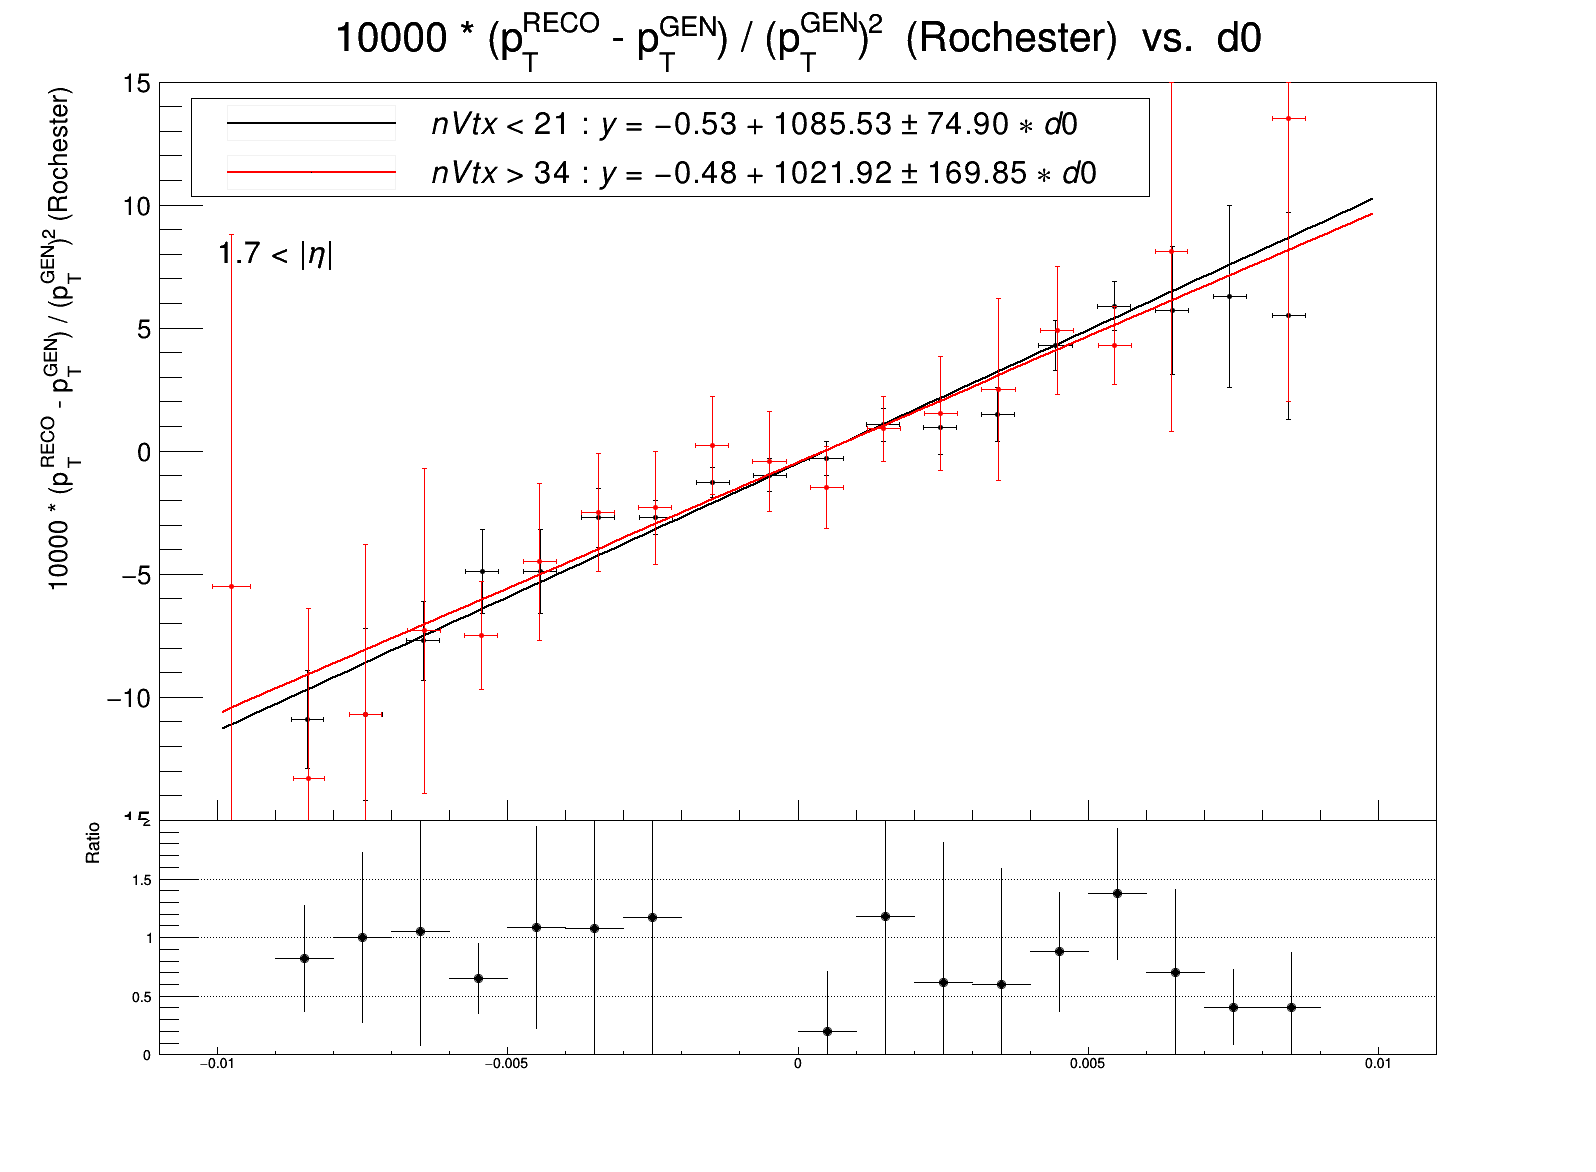 10000 * (p_T^RECO - p_T^GEN) / (p_T^GEN)^2 (Rochester) vs. d0
10000 * (p_T^RECO - p_T^GEN) / (p_T^GEN)^2 (Rochester)
15
10
5
0
−5
−10
nVtx < 21 : y = −0.53 + 1085.53 ± 74.90 ∗ d0
nVtx > 34 : y = −0.48 + 1021.92 ± 169.85 ∗ d0
1.7 < |η|
Ratio
2
1.5
1
0.5
0
−0.01 −0.005 0 0.005 0.01